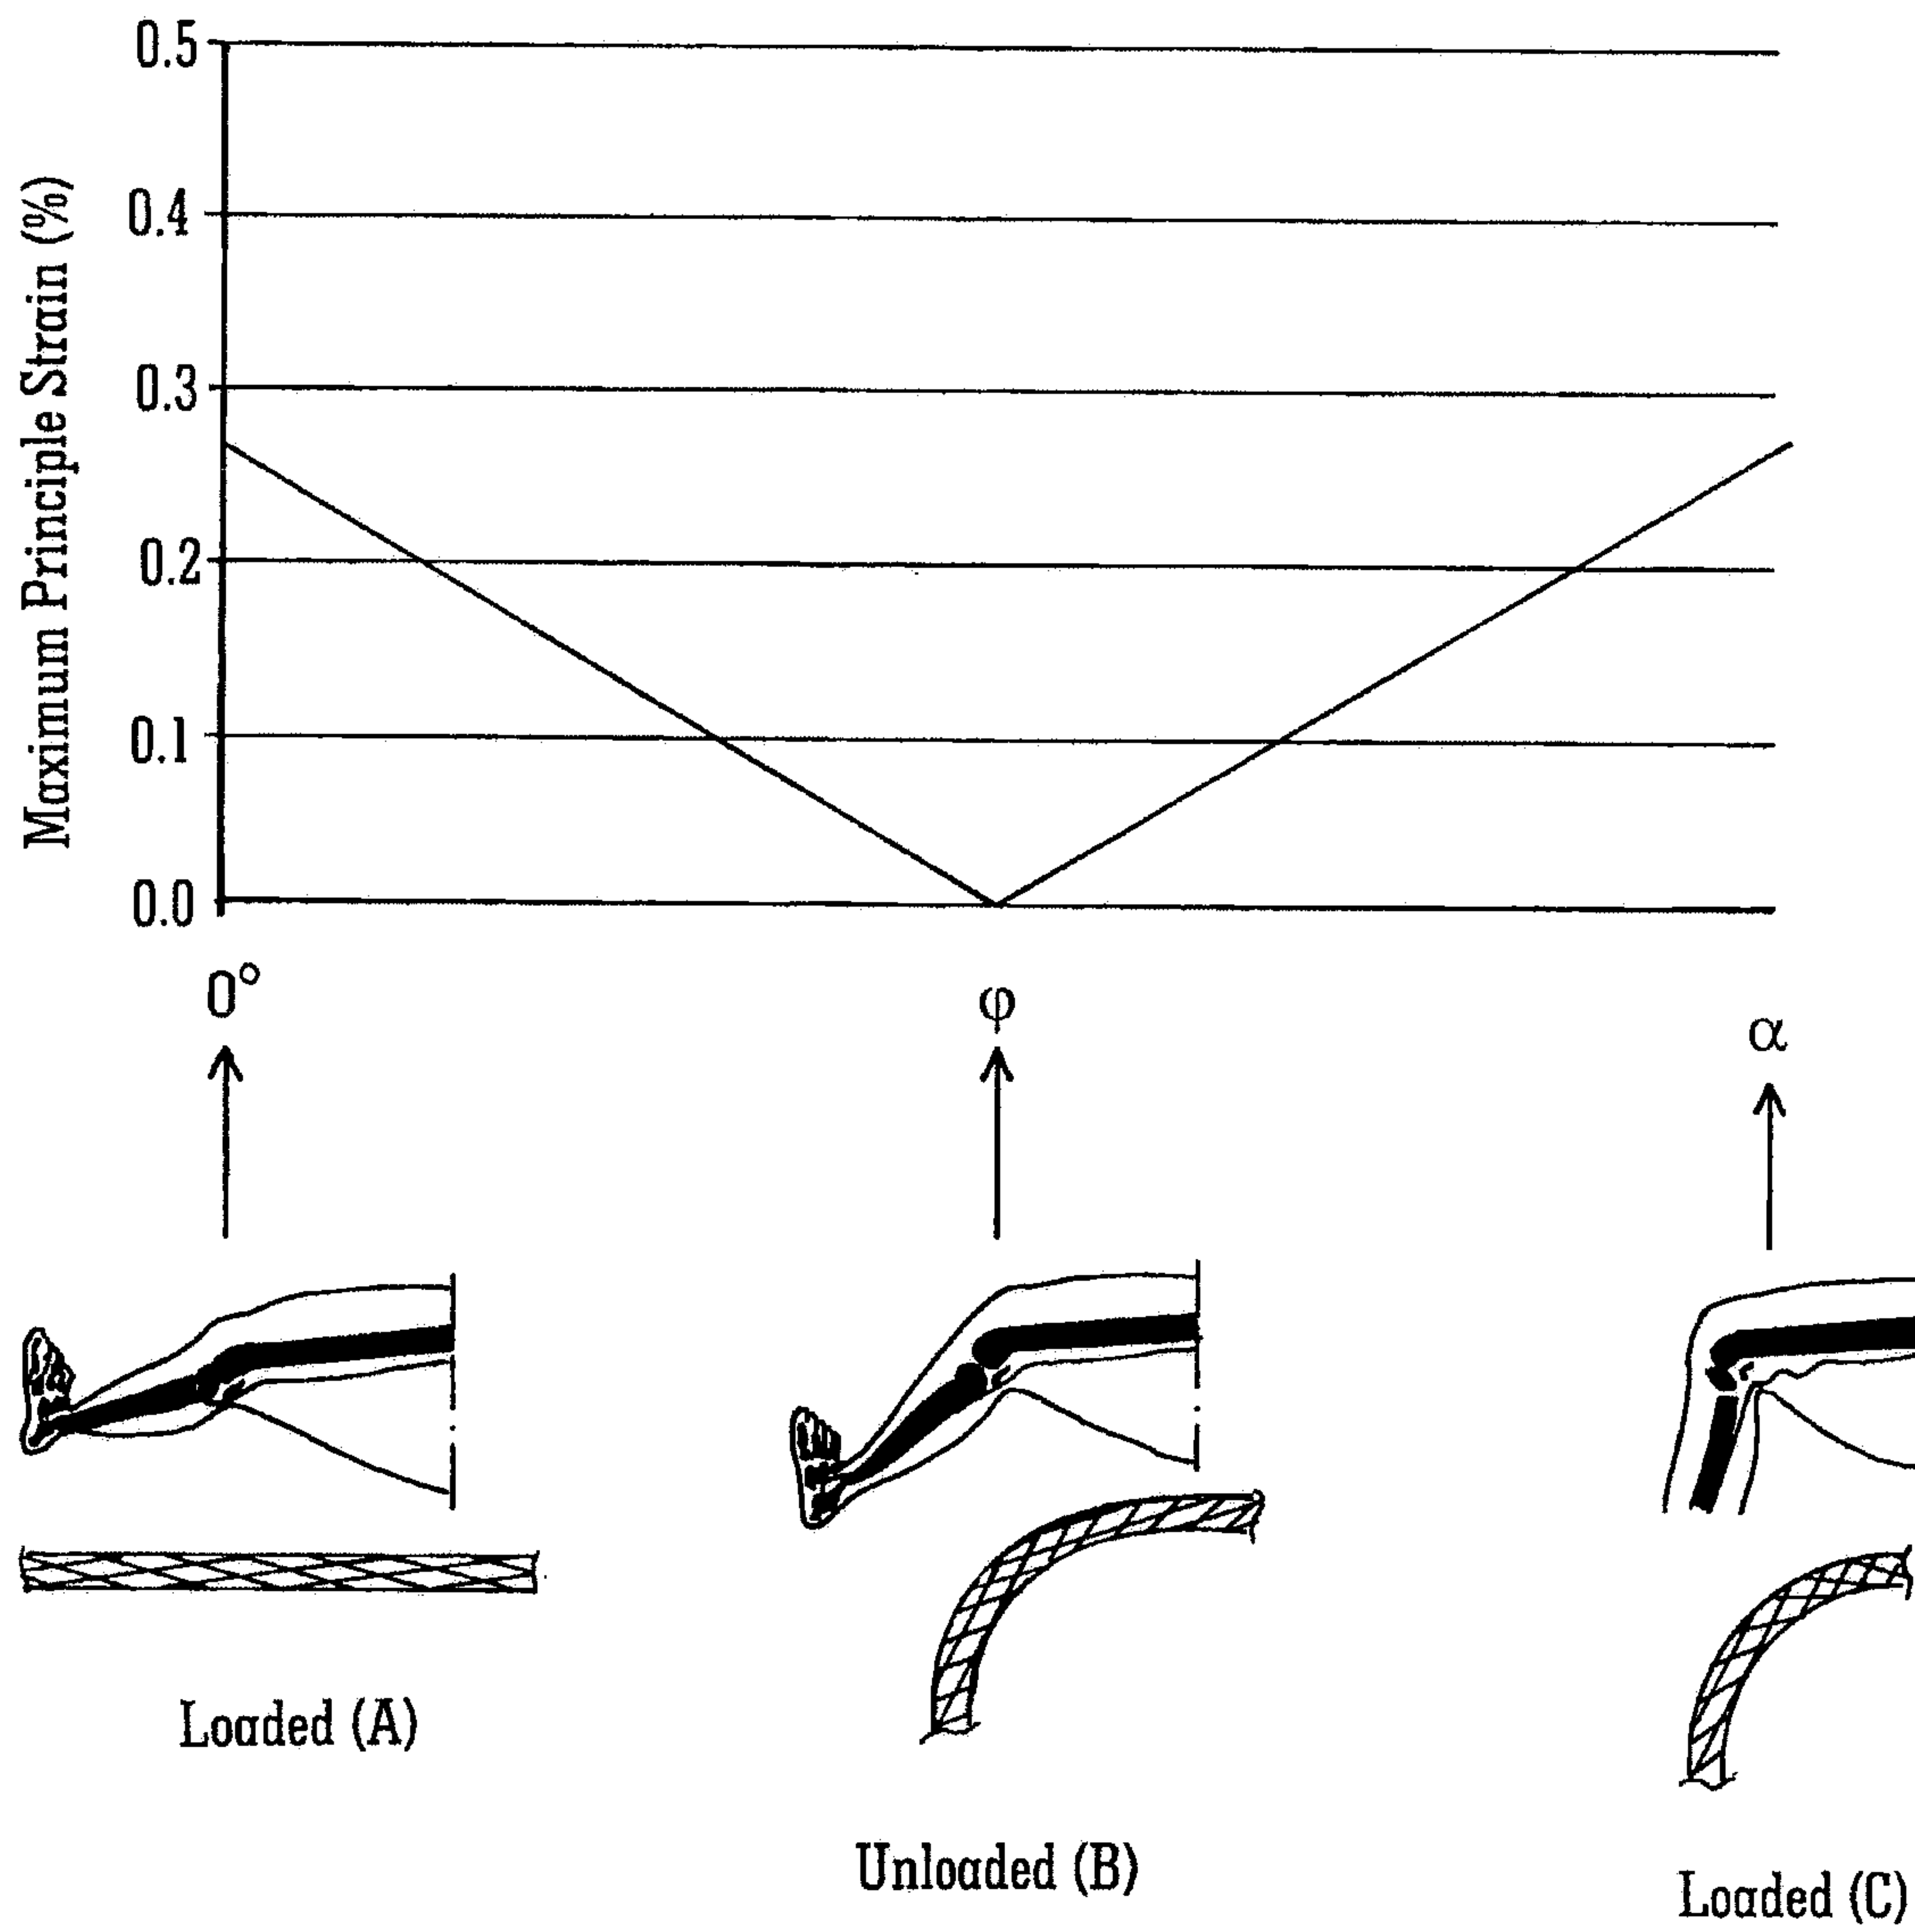 Maximum Principle Strain (%)
0.5
0.4
0.3
0.2
0.1
0.0
0°
φ
α
Loaded (A)
Unloaded (B)
Loaded (C)